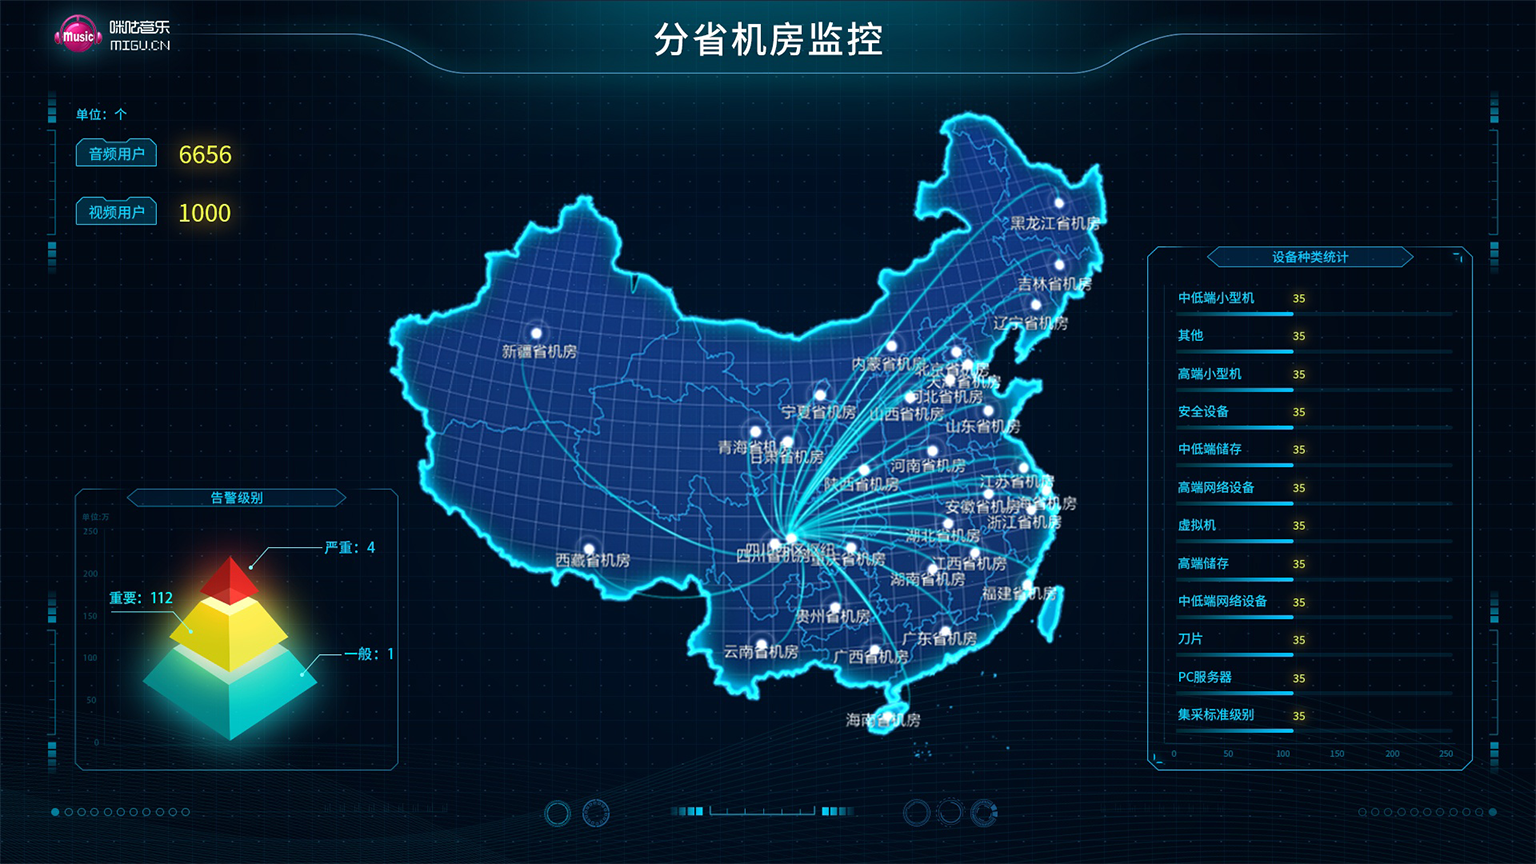 music
咪咕音乐
MIGU.CN
分省机房监控
单位：个
音频用户 6656
视频用户 1000
黑龙江省机房
吉林省机房
辽宁省机房
新疆省机房
内蒙省机房
北京省机房
天津省机房
河北省机房
宁夏省机房
山西省机房
山东省机房
青海省机房
甘肃省机房
河南省机房
陕西省机房
江苏省机房
安徽省机房
上海省机房
浙江省机房
湖北省机房
四川省机房
重庆省机房
西藏省机房
江西省机房
湖南省机房
福建省机房
贵州省机房
广东省机房
云南省机房
广西省机房
海南省机房
告警级别
单位:万
250
200
150
100
50
0
严重：4
重要：112
一般：1
设备种类统计
中低端小型机 35
其他 35
高端小型机 35
安全设备 35
中低端储存 35
高端网络设备 35
虚拟机 35
高端储存 35
中低端网络设备 35
刀片 35
PC服务器 35
集采标准级别 35
0 50 100 150 200 250